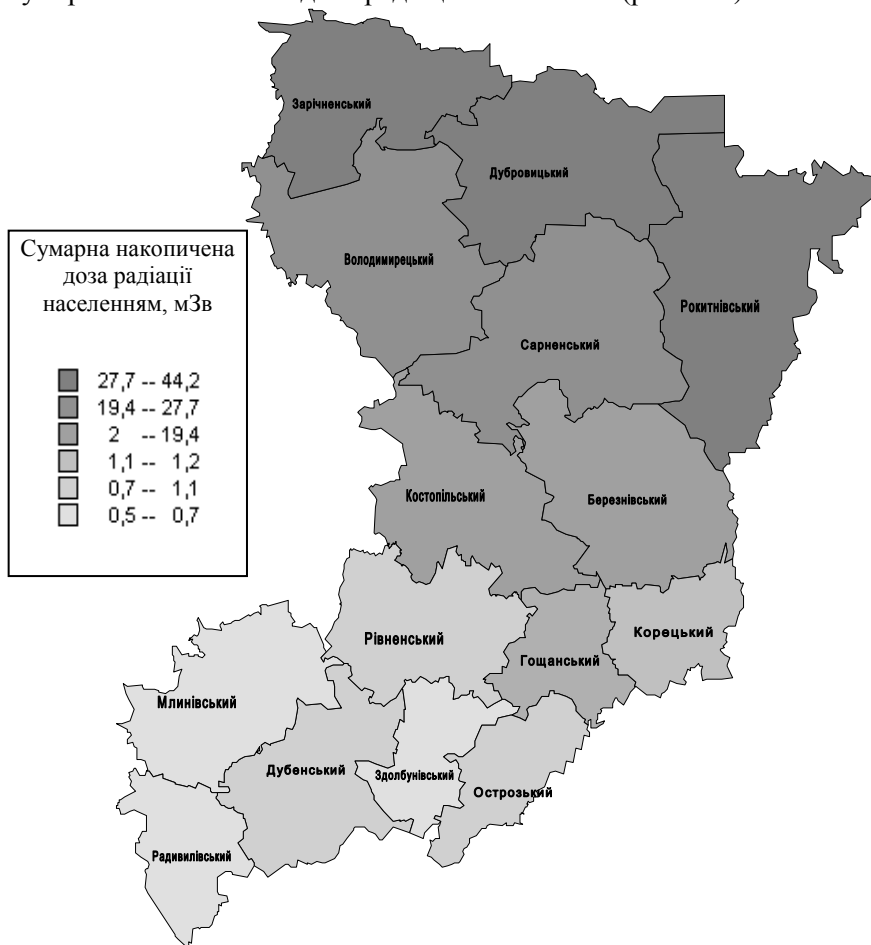 Зарічненський
Дубровицький
Володимирецький
Рокитнівський
Сарненський
Костопільський
Березнівський
Рівненський
Гощанський
Корецький
Млинівський
Дубенський
Здолбунівський
Острозький
Радивилівський
Сумарна накопичена
доза радіації
населенням, мЗв
27,7 -- 44,2
19,4 -- 27,7
2 -- 19,4
1,1 -- 1,2
0,7 -- 1,1
0,5 -- 0,7